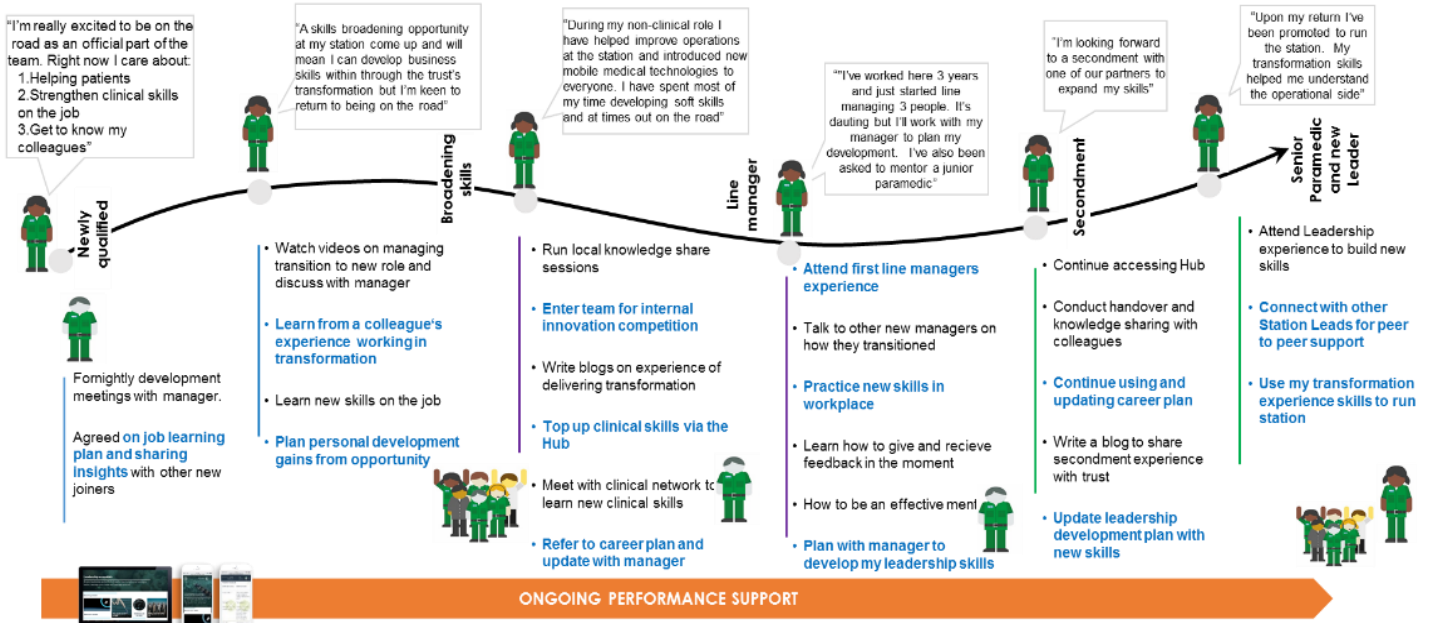 "I'm really excited to be on the
road as an official part of the
team. Right now I care about:
1.Helping patients
2.Strengthen clinical skills
on the job
3.Get to know my
colleagues"
"A skills broadening opportunity
at my station come up and will
mean I can develop business
skills within through the trust's
transformation but I'm keen to
return to being on the road"
"During my non-clinical role I
have helped improve operations
at the station and introduced new
mobile medical technologies to
everyone. I have spent most of
my time developing soft skills
and at times out on the road"
""I've worked here 3 years
and just started line
managing 3 people. It's
dauting but I'll work with my
manager to plan my
development. I've also been
asked to mentor a junior
paramedic"
"I'm looking forward
to a secondment with
one of our partners to
expand my skills"
"Upon my return I've
been promoted to run
the station. My
transformation skills
helped me understand
the operational side"
Newly
qualified
Broadening
skills
Line
manager
Secondment
Senior
Paramedic
and new
Leader
Fornightly development
meetings with manager.
Agreed on job learning
plan and sharing
insights with other new
joiners
• Watch videos on managing
transition to new role and
discuss with manager
• Learn from a colleague's
experience working in
transformation
• Learn new skills on the job
• Plan personal development
gains from opportunity
• Run local knowledge share
sessions
• Enter team for internal
innovation competition
• Write blogs on experience of
delivering transformation
• Top up clinical skills via the
Hub
• Meet with clinical network to
learn new clinical skills
• Refer to career plan and
update with manager
• Attend first line managers
experience
• Talk to other new managers on
how they transitioned
• Practice new skills in
workplace
• Learn how to give and recieve
feedback in the moment
• How to be an effective ment
• Plan with manager to
develop my leadership skills
• Continue accessing Hub
• Conduct handover and
knowledge sharing with
colleagues
• Continue using and
updating career plan
• Write a blog to share
secondment experience
with trust
• Update leadership
development plan with
new skills
• Attend Leadership
experience to build new
skills
• Connect with other
Station Leads for peer
to peer support
• Use my transformation
experience skills to run
station
ONGOING PERFORMANCE SUPPORT